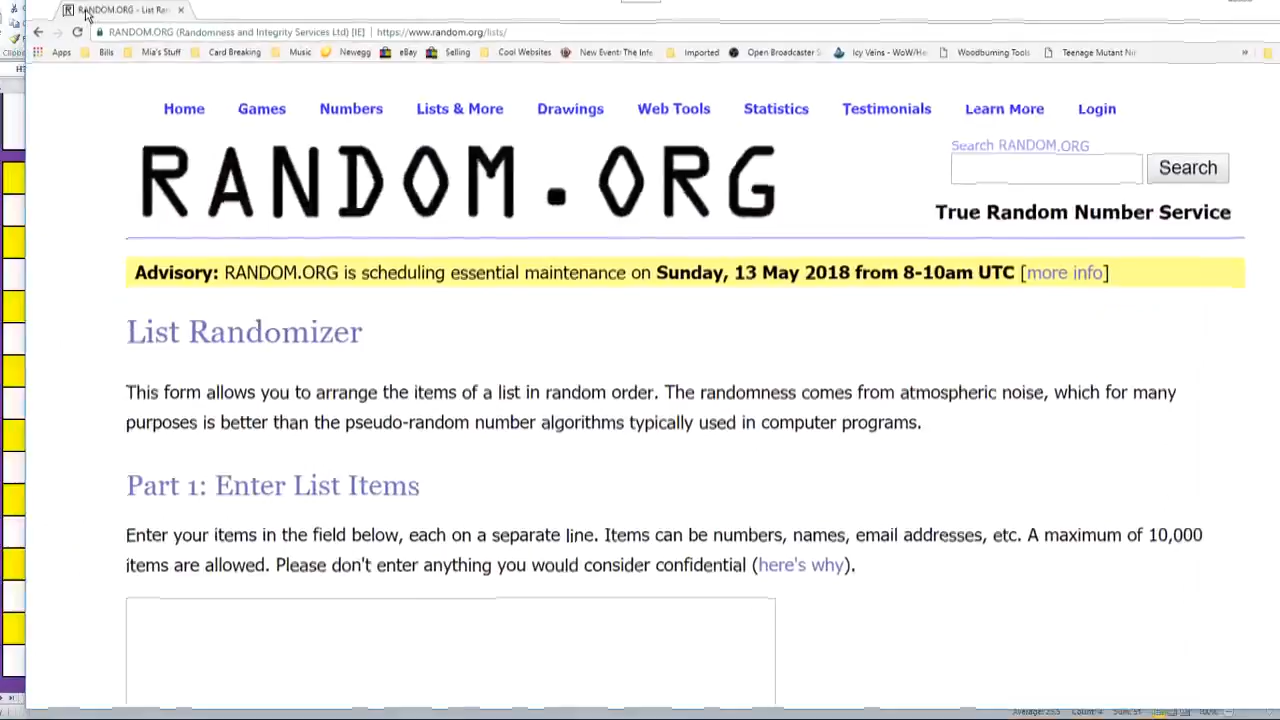 RANDOM.ORG - List Ran
RANDOM.ORG (Randomness and Integrity Services Ltd) [IE] https://www.random.org/lists/
Apps Bills Mia's Stuff Card Breaking Music Newegg eBay Selling Cool Websites New Event: The Info Imported Open Broadcaster S Icy Veins - WoW/He Woodburning Tools Teenage Mutant Nin »
Home Games Numbers Lists & More Drawings Web Tools Statistics Testimonials Learn More Login
Search RANDOM.ORG
RANDOM.ORG
Search
True Random Number Service
Advisory: RANDOM.ORG is scheduling essential maintenance on Sunday, 13 May 2018 from 8-10am UTC [more info]
List Randomizer
This form allows you to arrange the items of a list in random order. The randomness comes from atmospheric noise, which for many
purposes is better than the pseudo-random number algorithms typically used in computer programs.
Part 1: Enter List Items
Enter your items in the field below, each on a separate line. Items can be numbers, names, email addresses, etc. A maximum of 10,000
items are allowed. Please don't enter anything you would consider confidential (here's why).